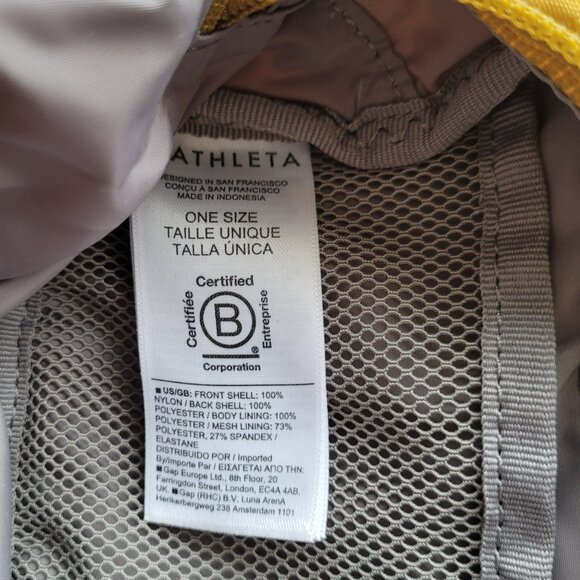 ATHLETA
DESIGNED IN SAN FRANCISCO
CONÇU À SAN FRANCISCO
MADE IN INDONESIA
ONE SIZE
TAILLE UNIQUE
TALLA ÚNICA
Certified
Certifiée
B
Entreprise
®
Corporation
■ US/GB: FRONT SHELL: 100%
NYLON / BACK SHELL: 100%
POLYESTER / BODY LINING: 100%
POLYESTER / MESH LINING: 73%
POLYESTER, 27% SPANDEX /
ELASTANE
DISTRIBUIDO POR / Imported
By/Importe Par / ΕΙΣΑΓΕΤΑΙ ΑΠΟ ΤΗΝ:
■ Gap Europe Ltd., 8th Floor, 20
Farringdon Street, London, EC4A 4AB,
UK. ■ Gap (RHC) B.V. Luna ArenA
Herikerbergweg 238 Amsterdam 1101